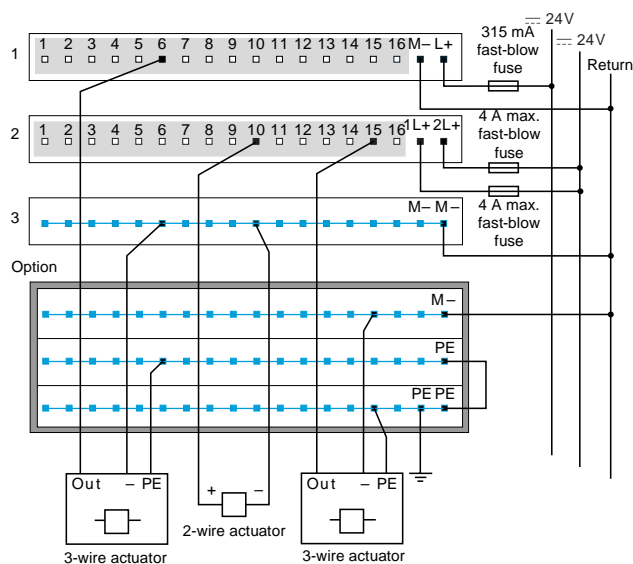 24V
315 mA
fast-blow
fuse
24V
Return
1
1 2 3 4 5 6 7 8 9 10 11 12 13 14 15 16 M– L+
4 A max.
fast-blow
fuse
2
1 2 3 4 5 6 7 8 9 10 11 12 13 14 15 16 1L+ 2L+
4 A max.
fast-blow
fuse
3
M– M–
Option
M–
PE
PE PE
Out – PE
+ –
Out – PE
2-wire actuator
3-wire actuator
3-wire actuator